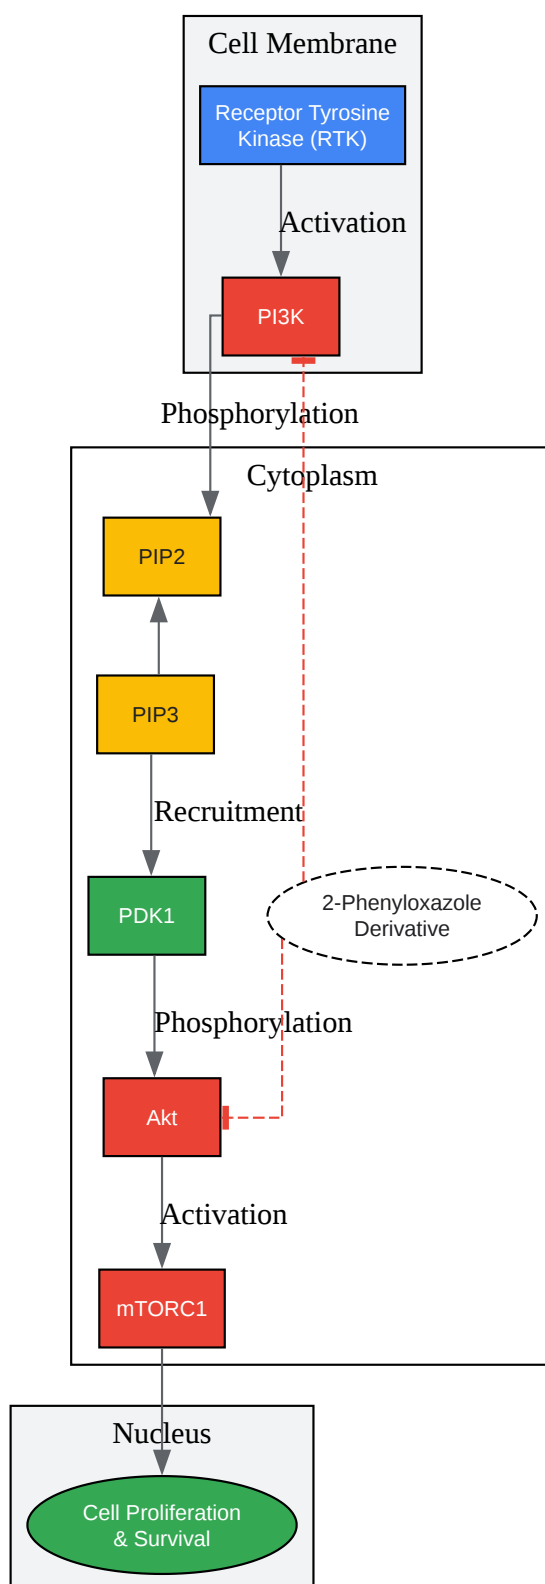 Cell Membrane
Receptor Tyrosine
Kinase (RTK)
Activation
PI3K
Phosphorylation
Cytoplasm
PIP2
PIP3
Recruitment
PDK1
2-Phenyloxazole
Derivative
Phosphorylation
Akt
Activation
mTORC1
Nucleus
Cell Proliferation
& Survival